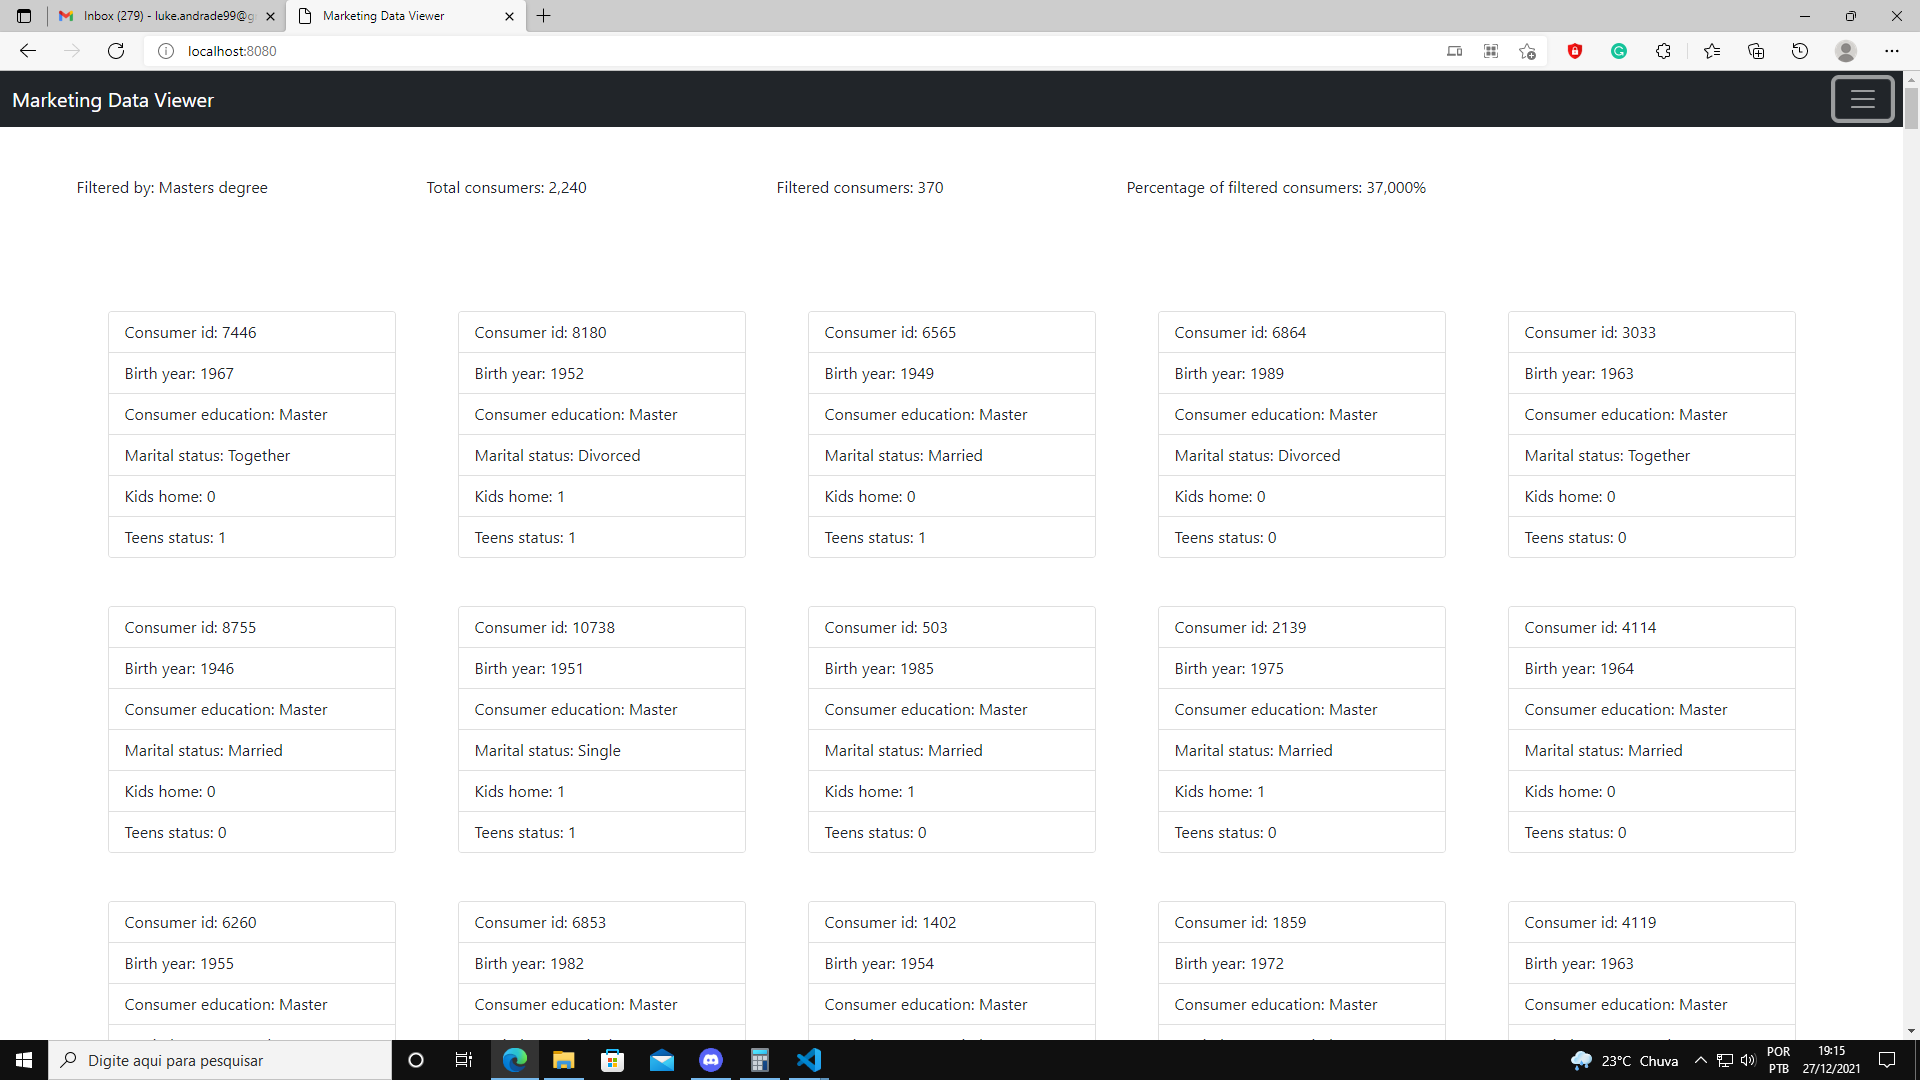 Inbox (279) - luke.andrade99@g
Marketing Data Viewer
localhost:8080
Marketing Data Viewer
Filtered by: Masters degree Total consumers: 2,240 Filtered consumers: 370 Percentage of filtered consumers: 37,000%
Consumer id: 7446 Consumer id: 8180 Consumer id: 6565 Consumer id: 6864 Consumer id: 3033
Birth year: 1967 Birth year: 1952 Birth year: 1949 Birth year: 1989 Birth year: 1963
Consumer education: Master Consumer education: Master Consumer education: Master Consumer education: Master Consumer education: Master
Marital status: Together Marital status: Divorced Marital status: Married Marital status: Divorced Marital status: Together
Kids home: 0 Kids home: 1 Kids home: 0 Kids home: 0 Kids home: 0
Teens status: 1 Teens status: 1 Teens status: 1 Teens status: 0 Teens status: 0
Consumer id: 8755 Consumer id: 10738 Consumer id: 503 Consumer id: 2139 Consumer id: 4114
Birth year: 1946 Birth year: 1951 Birth year: 1985 Birth year: 1975 Birth year: 1964
Consumer education: Master Consumer education: Master Consumer education: Master Consumer education: Master Consumer education: Master
Marital status: Married Marital status: Single Marital status: Married Marital status: Married Marital status: Married
Kids home: 0 Kids home: 1 Kids home: 1 Kids home: 1 Kids home: 0
Teens status: 0 Teens status: 1 Teens status: 0 Teens status: 0 Teens status: 0
Consumer id: 6260 Consumer id: 6853 Consumer id: 1402 Consumer id: 1859 Consumer id: 4119
Birth year: 1955 Birth year: 1982 Birth year: 1954 Birth year: 1972 Birth year: 1963
Consumer education: Master Consumer education: Master Consumer education: Master Consumer education: Master Consumer education: Master
Digite aqui para pesquisar
23°C Chuva
POR
PTB
19:15
27/12/2021